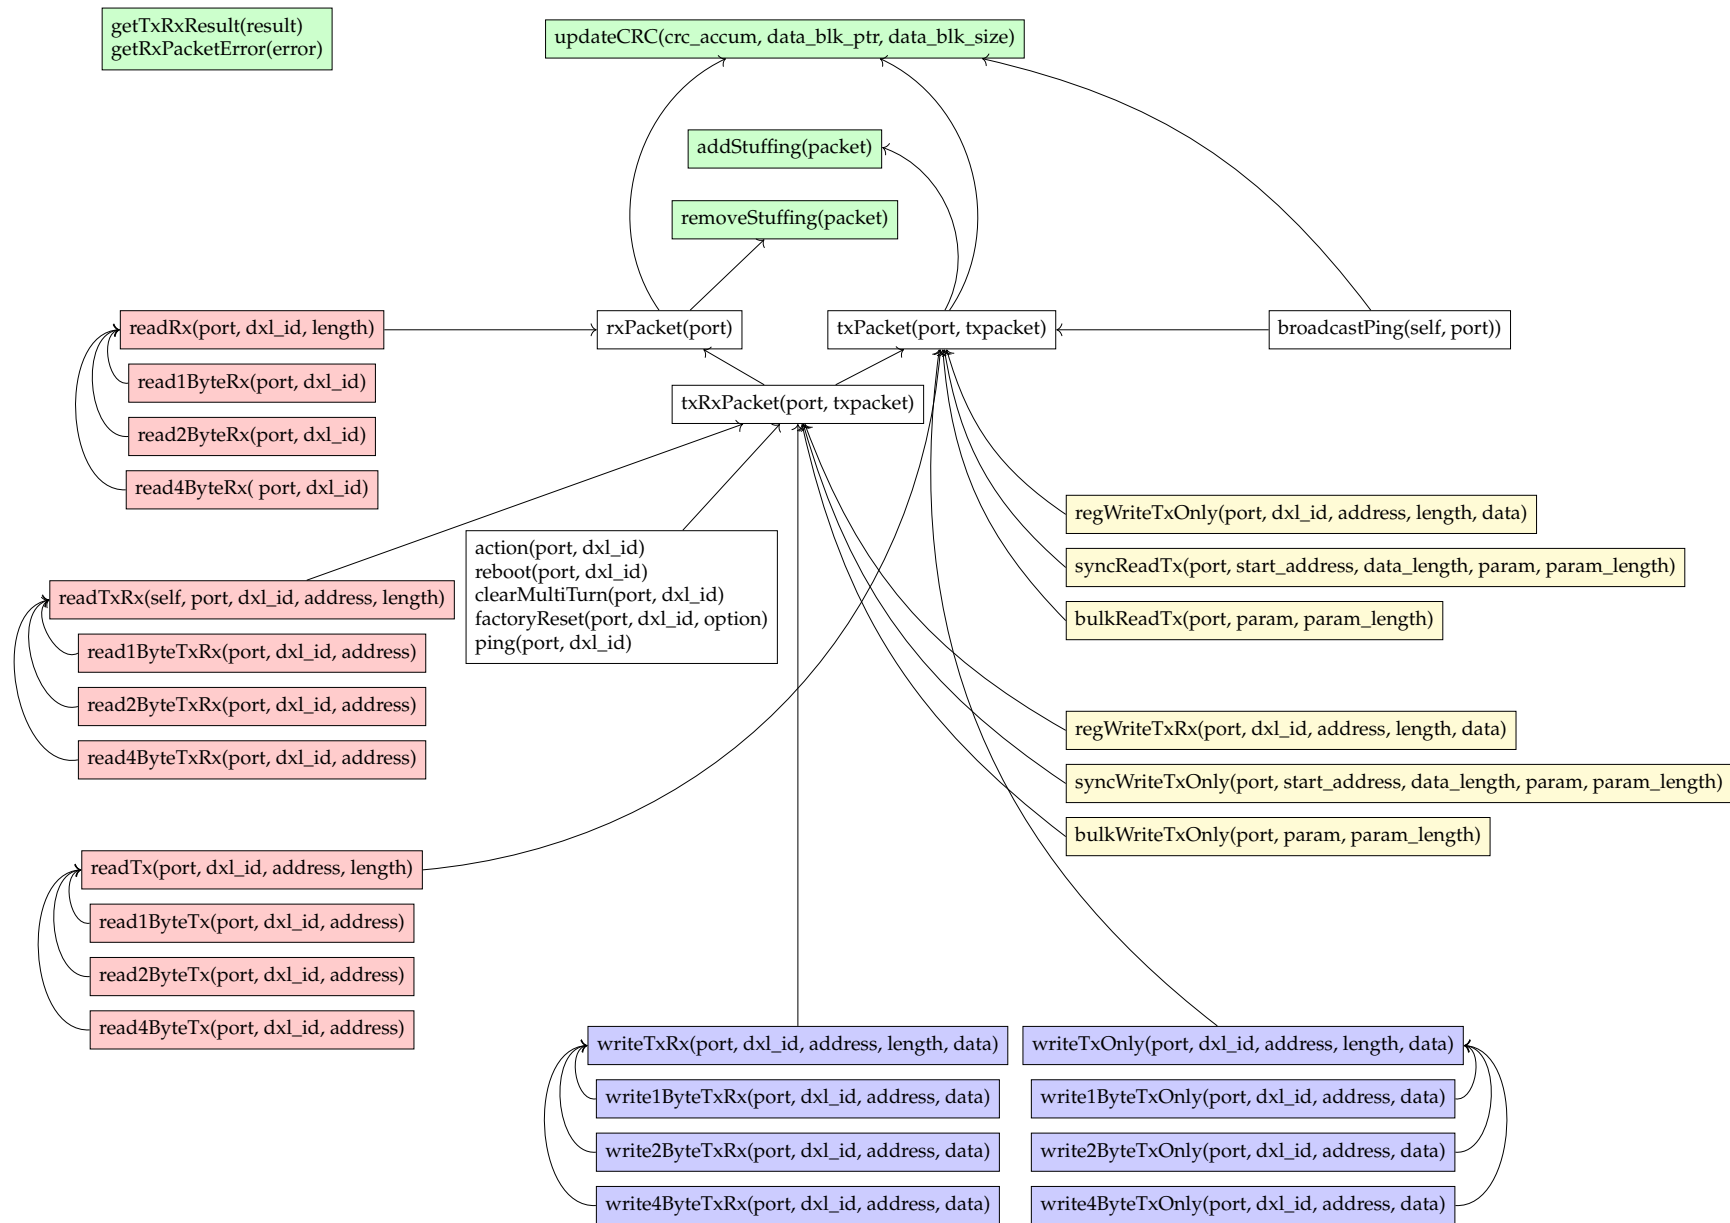 getTxRxResult(result)
getRxPacketError(error)
updateCRC(crc_accum, data_blk_ptr, data_blk_size)
addStuffing(packet)
removeStuffing(packet)
readRx(port, dxl_id, length)
rxPacket(port)
txPacket(port, txpacket)
broadcastPing(self, port))
read1ByteRx(port, dxl_id)
txRxPacket(port, txpacket)
read2ByteRx(port, dxl_id)
read4ByteRx( port, dxl_id)
regWriteTxOnly(port, dxl_id, address, length, data)
action(port, dxl_id)
reboot(port, dxl_id)
clearMultiTurn(port, dxl_id)
factoryReset(port, dxl_id, option)
ping(port, dxl_id)
syncReadTx(port, start_address, data_length, param, param_length)
readTxRx(self, port, dxl_id, address, length)
bulkReadTx(port, param, param_length)
read1ByteTxRx(port, dxl_id, address)
read2ByteTxRx(port, dxl_id, address)
regWriteTxRx(port, dxl_id, address, length, data)
read4ByteTxRx(port, dxl_id, address)
syncWriteTxOnly(port, start_address, data_length, param, param_length)
bulkWriteTxOnly(port, param, param_length)
readTx(port, dxl_id, address, length)
read1ByteTx(port, dxl_id, address)
read2ByteTx(port, dxl_id, address)
read4ByteTx(port, dxl_id, address)
writeTxRx(port, dxl_id, address, length, data)
writeTxOnly(port, dxl_id, address, length, data)
write1ByteTxRx(port, dxl_id, address, data)
write1ByteTxOnly(port, dxl_id, address, data)
write2ByteTxRx(port, dxl_id, address, data)
write2ByteTxOnly(port, dxl_id, address, data)
write4ByteTxRx(port, dxl_id, address, data)
write4ByteTxOnly(port, dxl_id, address, data)